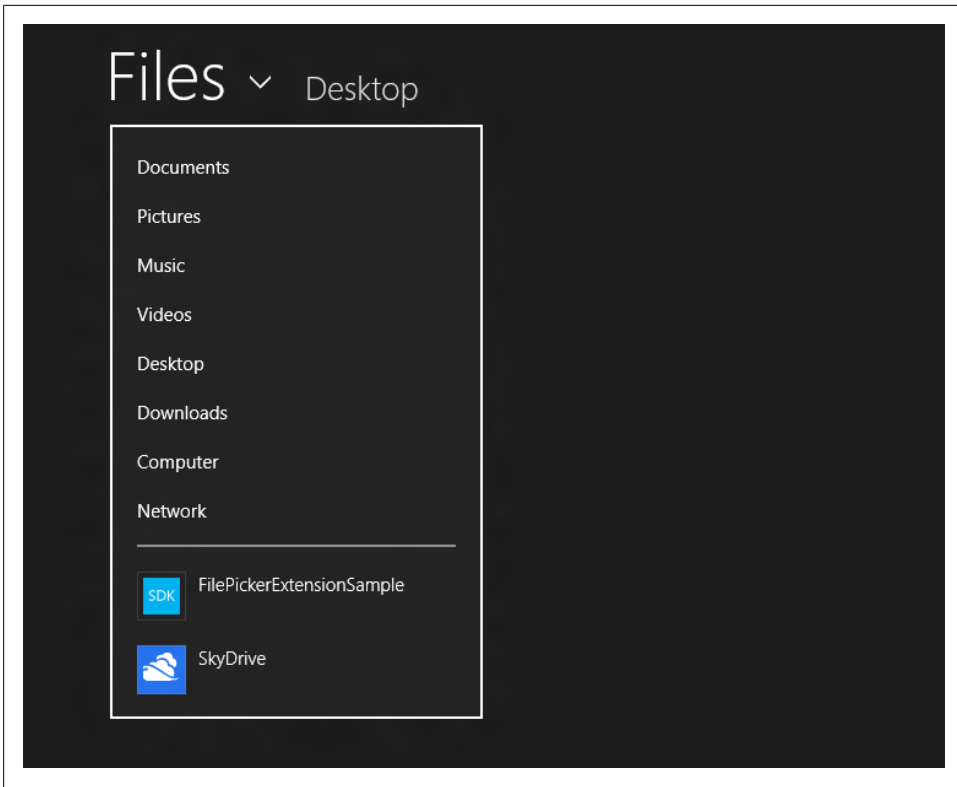 Files Desktop
Documents
Pictures
Music
Videos
Desktop
Downloads
Computer
Network
SDK FilePickerExtensionSample
SkyDrive